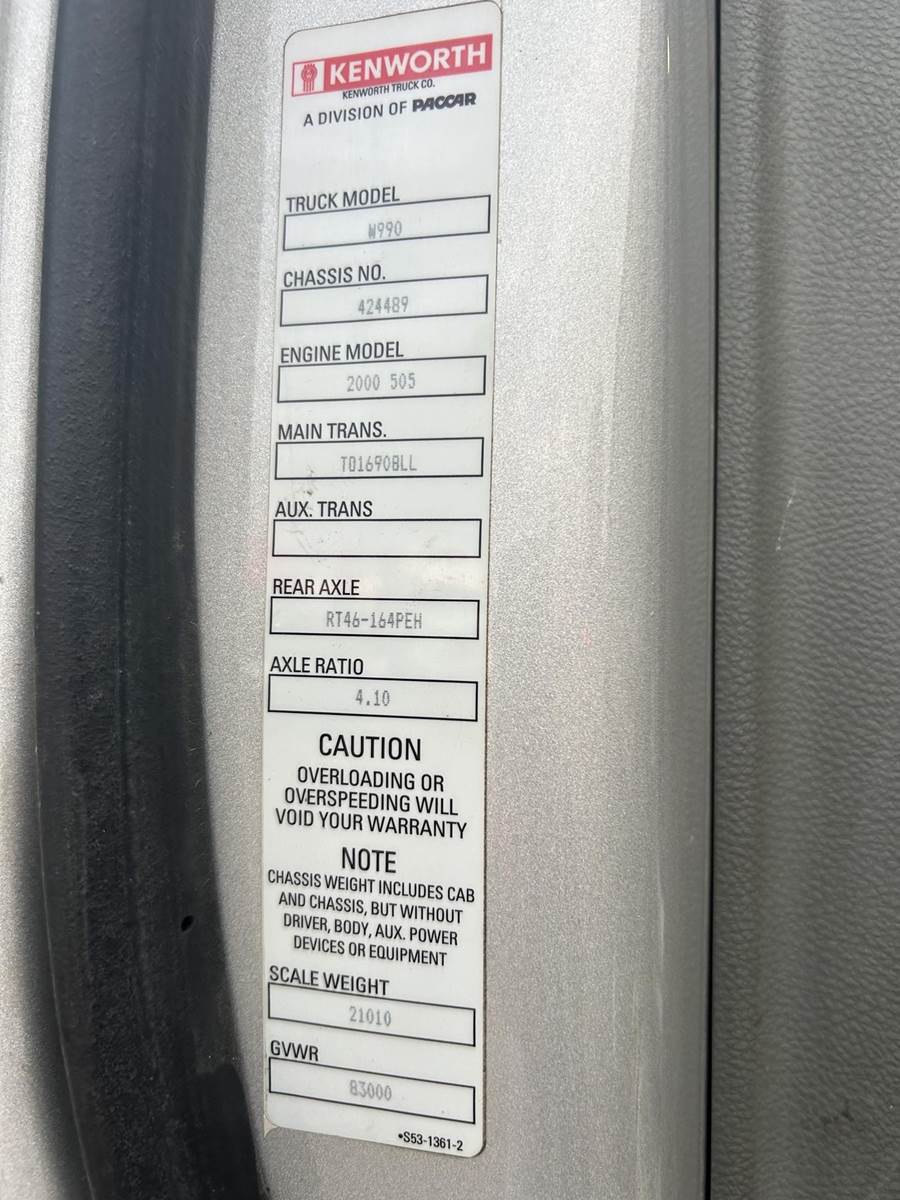 KENWORTH
KENWORTH TRUCK CO.
A DIVISION OF PACCAR
TRUCK MODEL
W990
CHASSIS NO.
424489
ENGINE MODEL
2000 505
MAIN TRANS.
TD1690BLL
AUX. TRANS
REAR AXLE
RT46-164PEH
AXLE RATIO
4.10
CAUTION
OVERLOADING OR
OVERSPEEDING WILL
VOID YOUR WARRANTY
NOTE
CHASSIS WEIGHT INCLUDES CAB
AND CHASSIS, BUT WITHOUT
DRIVER, BODY, AUX. POWER
DEVICES OR EQUIPMENT
SCALE WEIGHT
21010
GVWR
83000
•S53-1361-2